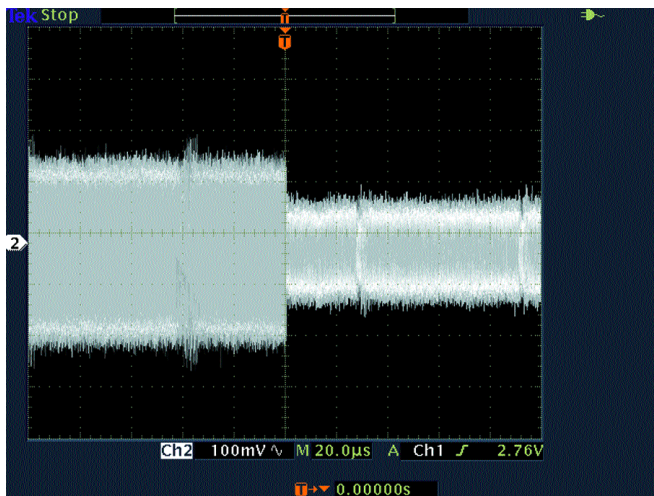 Tek Stop
T
T
2
Ch2 100mV∿ M 20.0µs A Ch1 ƒ 2.76V
T→▼ 0.00000s